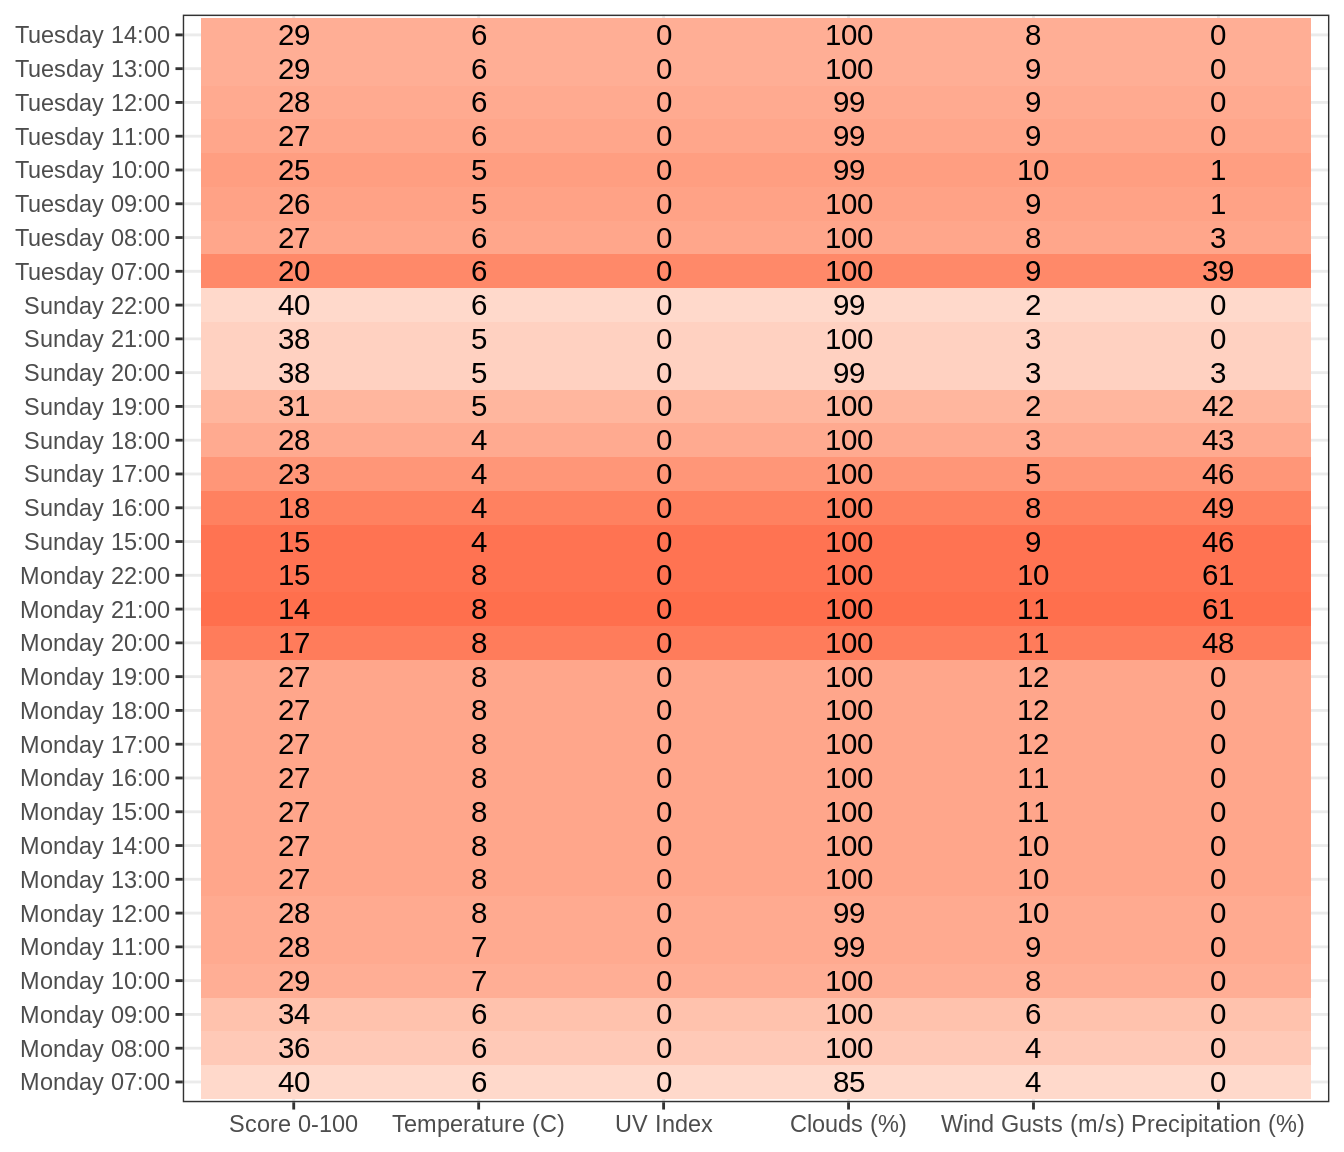 Tuesday 14:00 29 6 0 100 8 0
Tuesday 13:00 29 6 0 100 9 0
Tuesday 12:00 28 6 0 99 9 0
Tuesday 11:00 27 6 0 99 9 0
Tuesday 10:00 25 5 0 99 10 1
Tuesday 09:00 26 5 0 100 9 1
Tuesday 08:00 27 6 0 100 8 3
Tuesday 07:00 20 6 0 100 9 39
Sunday 22:00 40 6 0 99 2 0
Sunday 21:00 38 5 0 100 3 0
Sunday 20:00 38 5 0 99 3 3
Sunday 19:00 31 5 0 100 2 42
Sunday 18:00 28 4 0 100 3 43
Sunday 17:00 23 4 0 100 5 46
Sunday 16:00 18 4 0 100 8 49
Sunday 15:00 15 4 0 100 9 46
Monday 22:00 15 8 0 100 10 61
Monday 21:00 14 8 0 100 11 61
Monday 20:00 17 8 0 100 11 48
Monday 19:00 27 8 0 100 12 0
Monday 18:00 27 8 0 100 12 0
Monday 17:00 27 8 0 100 12 0
Monday 16:00 27 8 0 100 11 0
Monday 15:00 27 8 0 100 11 0
Monday 14:00 27 8 0 100 10 0
Monday 13:00 27 8 0 100 10 0
Monday 12:00 28 8 0 99 10 0
Monday 11:00 28 7 0 99 9 0
Monday 10:00 29 7 0 100 8 0
Monday 09:00 34 6 0 100 6 0
Monday 08:00 36 6 0 100 4 0
Monday 07:00 40 6 0 85 4 0
Score 0-100 Temperature (C) UV Index Clouds (%) Wind Gusts (m/s) Precipitation (%)